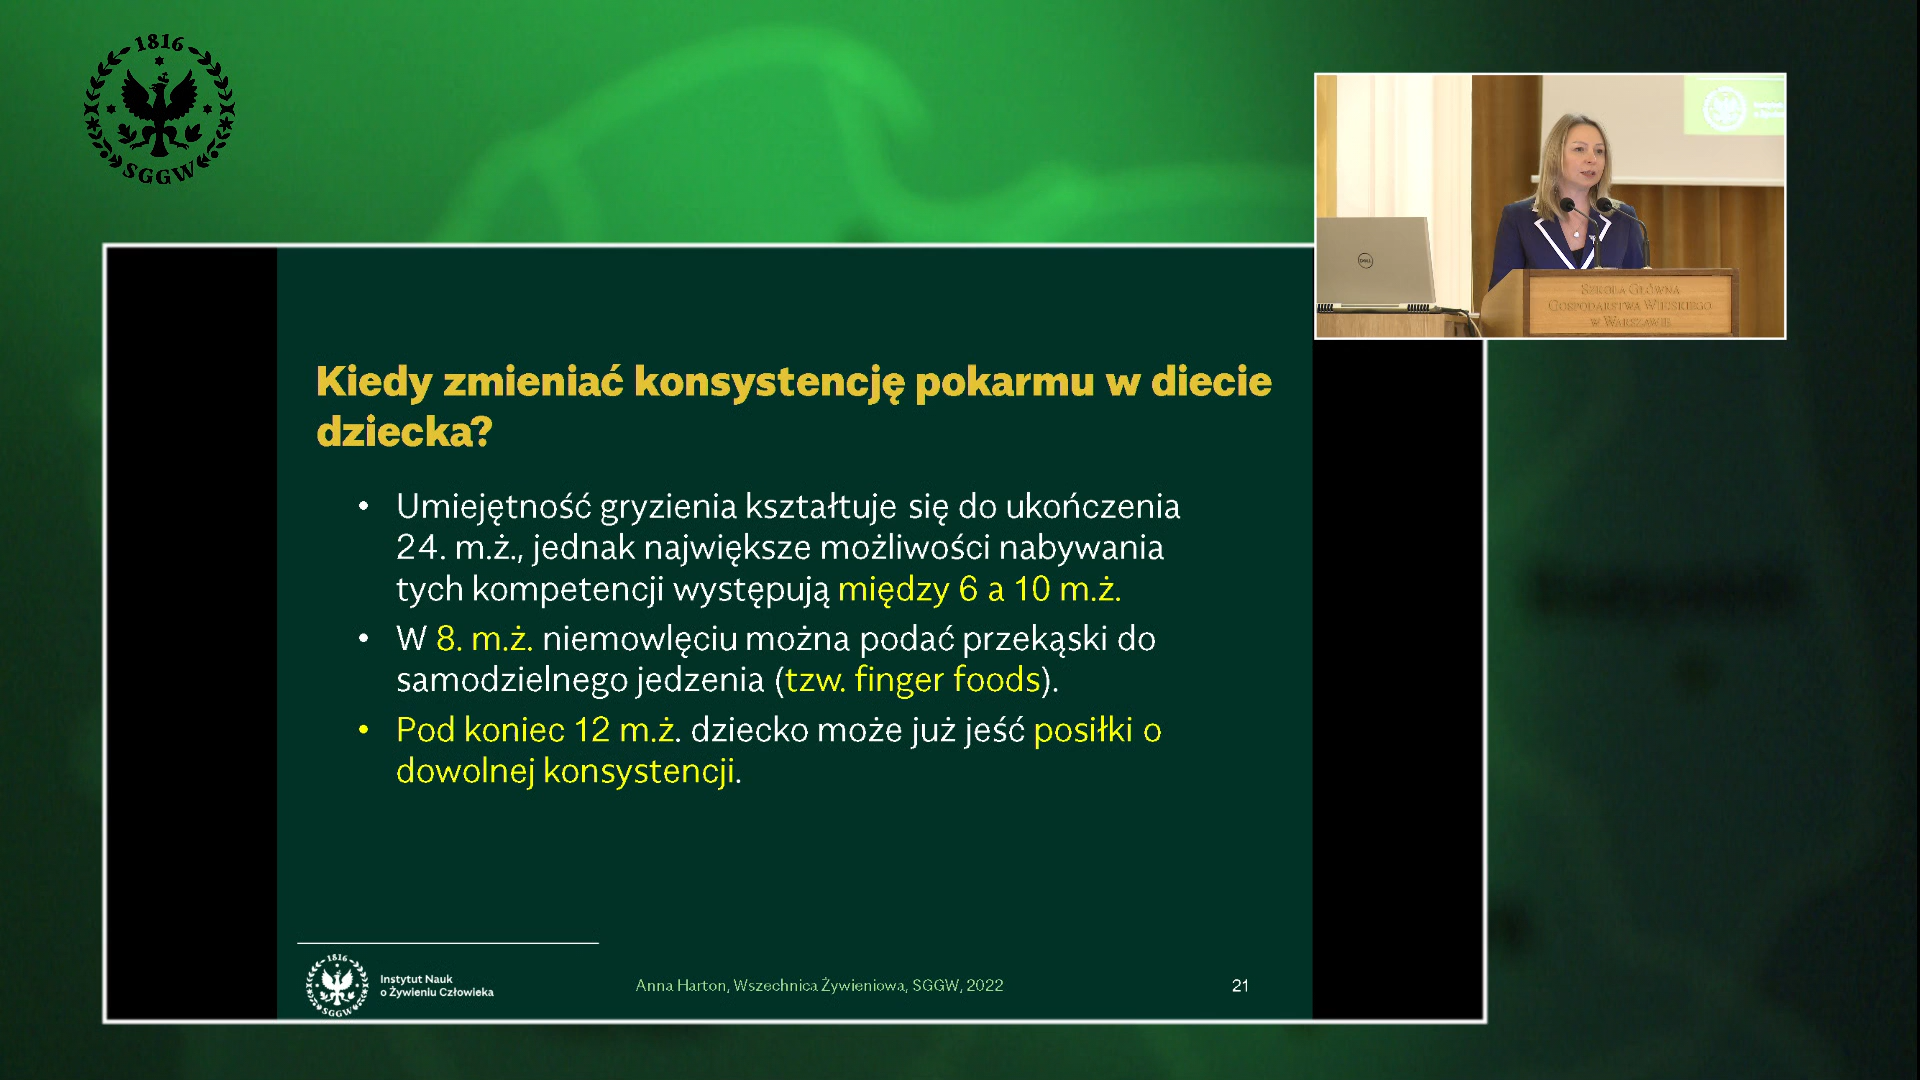 1816
SGGW
SZKOŁA GŁÓWNA
GOSPODARSTWA WIEJSKIEGO
W WARSZAWIE
DELL
Kiedy zmieniać konsystencję pokarmu w diecie
dziecka?
• Umiejętność gryzienia kształtuje się do ukończenia
24. m.ż., jednak największe możliwości nabywania
tych kompetencji występują między 6 a 10 m.ż.
• W 8. m.ż. niemowlęciu można podać przekąski do
samodzielnego jedzenia (tzw. finger foods).
• Pod koniec 12 m.ż. dziecko może już jeść posiłki o
dowolnej konsystencji.
1816
SGGW
Instytut Nauk
o Żywieniu Człowieka
Anna Harton, Wszechnica Żywieniowa, SGGW, 2022
21